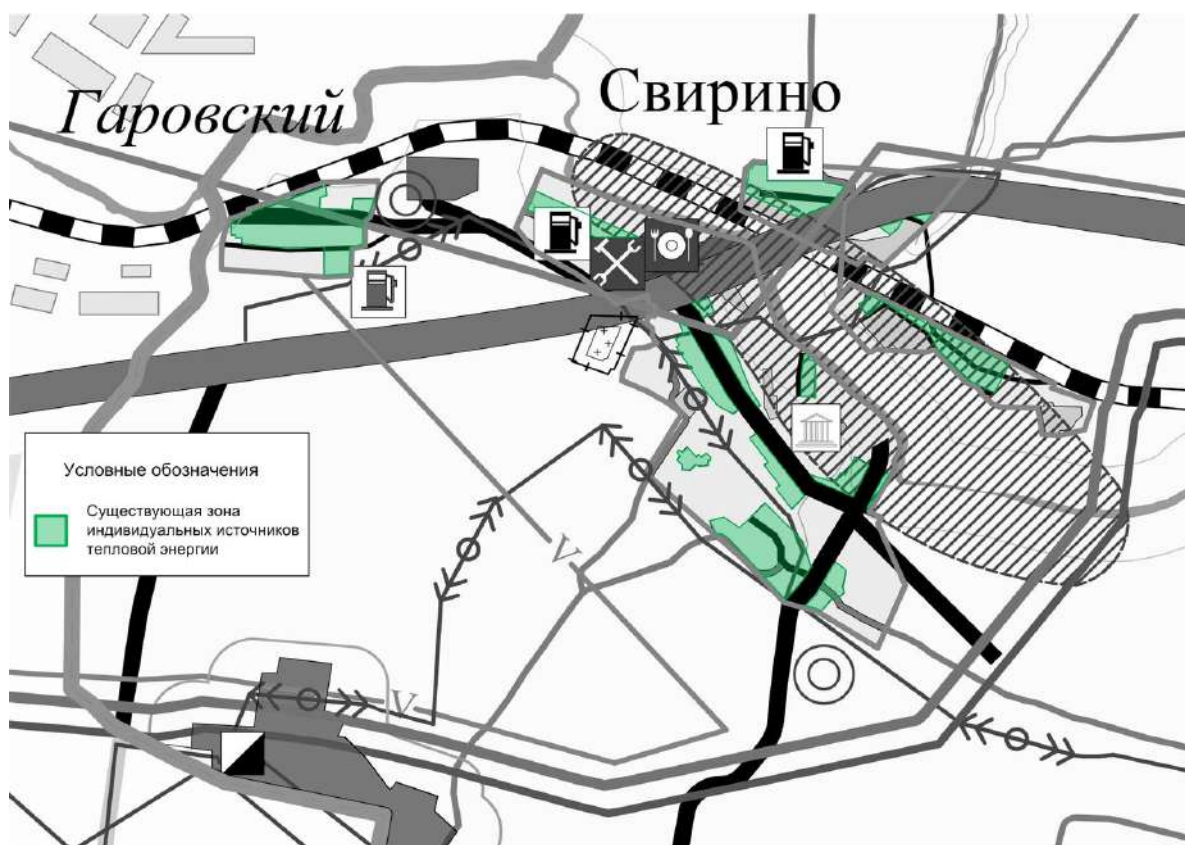 Гаровский
Свирино
Условные обозначения
Существующая зона
индивидуальных источников
тепловой энергии
V
V